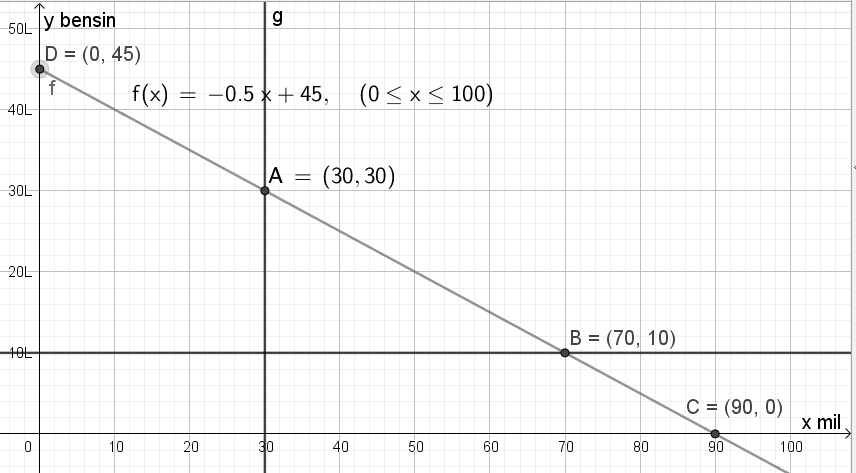 50L
y bensin
g
D = (0, 45)
f
f(x) = −0.5 x + 45, (0 ≤ x ≤ 100)
40L
A = (30, 30)
30L
20L
B = (70, 10)
10L
C = (90, 0)
x mil
0 10 20 30 40 50 60 70 80 90 100